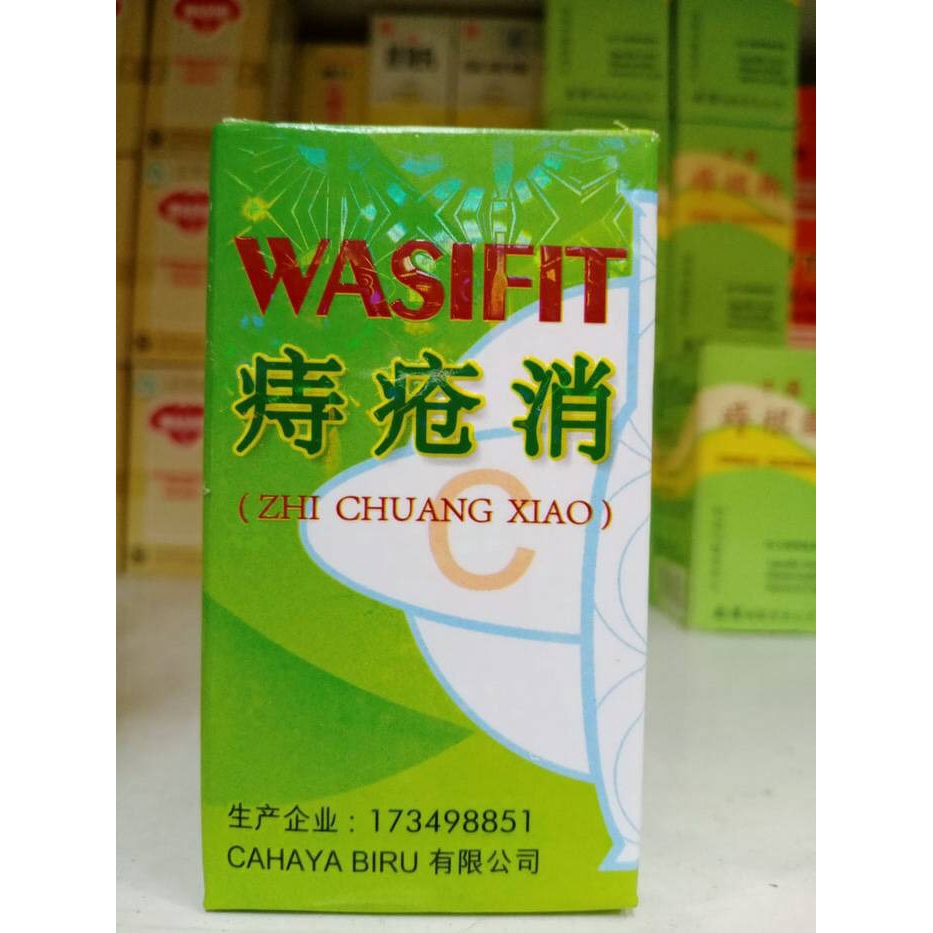 WASIFIT
痔疮消
(ZHI CHUANG XIAO)
C
生产企业：173498851
CAHAYA BIRU 有限公司